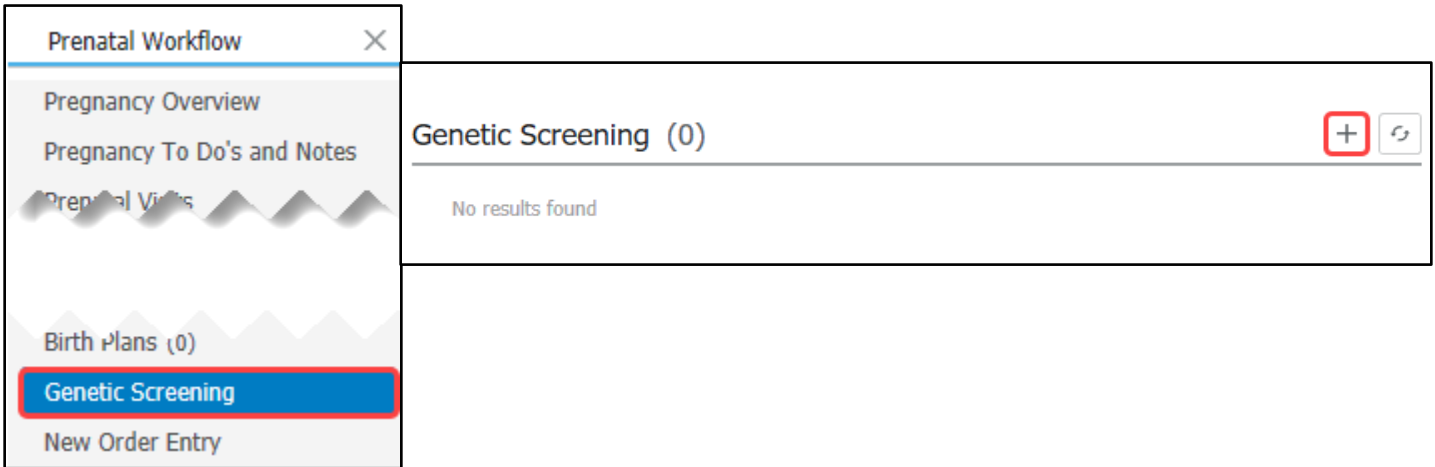 Prenatal Workflow
Pregnancy Overview
Pregnancy To Do's and Notes
Birth Plans (0)
Genetic Screening
New Order Entry
Genetic Screening (0)
No results found